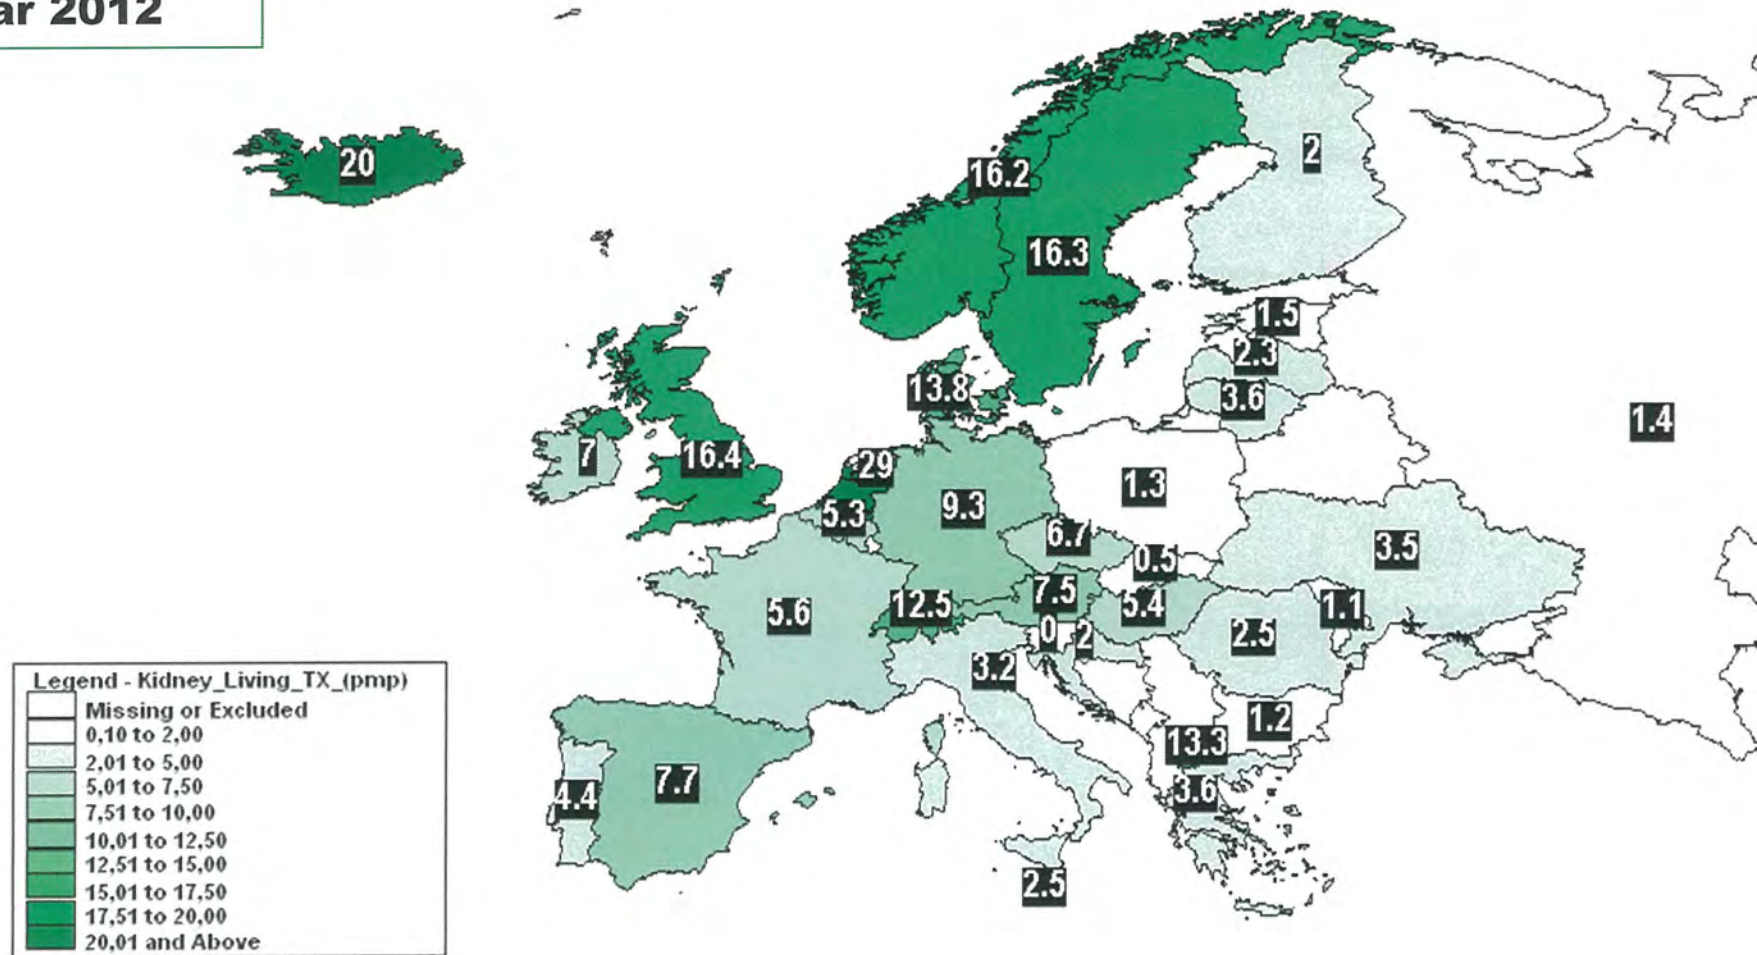 ar 2012
20
16.2
2
16.3
1.5
2.3
13.8
3.6
1.4
7
16.4
29
1.3
9.3
5.3
6.7
3.5
0.5
7.5
5.4
12.5
1.1
5.6
0
2
2.5
3.2
1.2
13.3
7.7
4.4
3.6
2.5
Legend - Kidney_Living_TX_(pmp)
Missing or Excluded
0,10 to 2,00
2,01 to 5,00
5,01 to 7,50
7,51 to 10,00
10,01 to 12,50
12,51 to 15,00
15,01 to 17,50
17,51 to 20,00
20,01 and Above